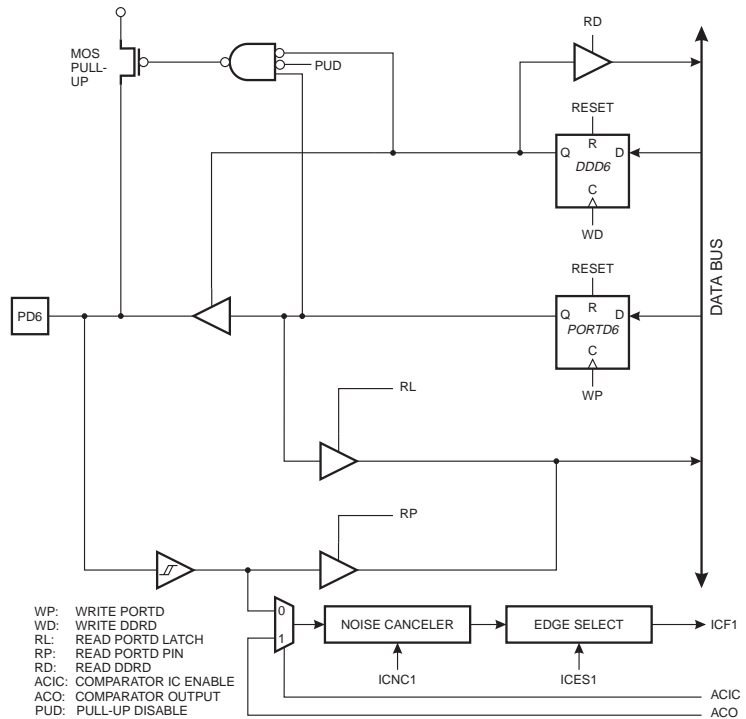 RD
MOS
PULL-
UP
PUD
RESET
R
Q
D
DDD6
C
WD
DATA BUS
RESET
PD6
R
Q
D
PORTD6
C
WP
RL
RP
0
1
NOISE CANCELER
EDGE SELECT
ICF1
ICNC1
ICES1
ACIC
ACO
WP: WRITE PORTD
WD: WRITE DDRD
RL: READ PORTD LATCH
RP: READ PORTD PIN
RD: READ DDRD
ACIC: COMPARATOR IC ENABLE
ACO: COMPARATOR OUTPUT
PUD: PULL-UP DISABLE